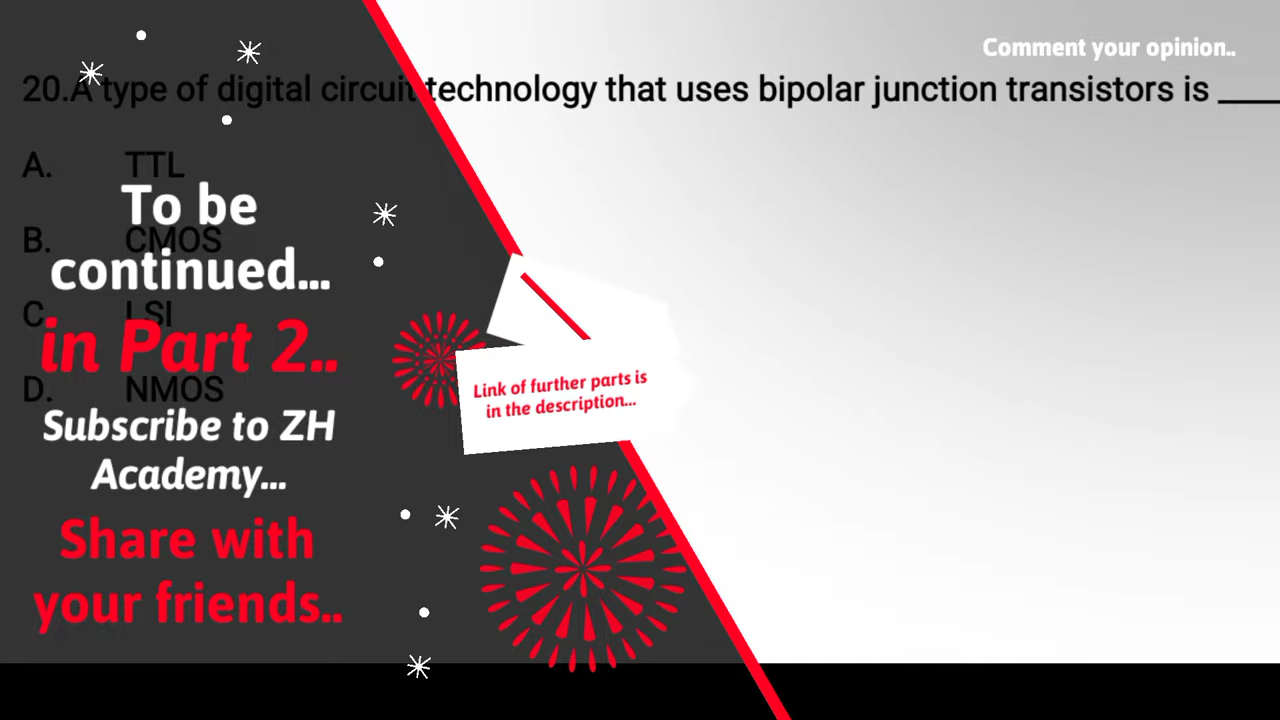 Comment your opinion..
20.A type of digital circuit technology that uses bipolar junction transistors is ____
A. TTL
B. CMOS
C. LSI
D. NMOS
To be
continued...
in Part 2..
Subscribe to ZH
Academy...
Share with
your friends..
Link of further parts is
in the description...